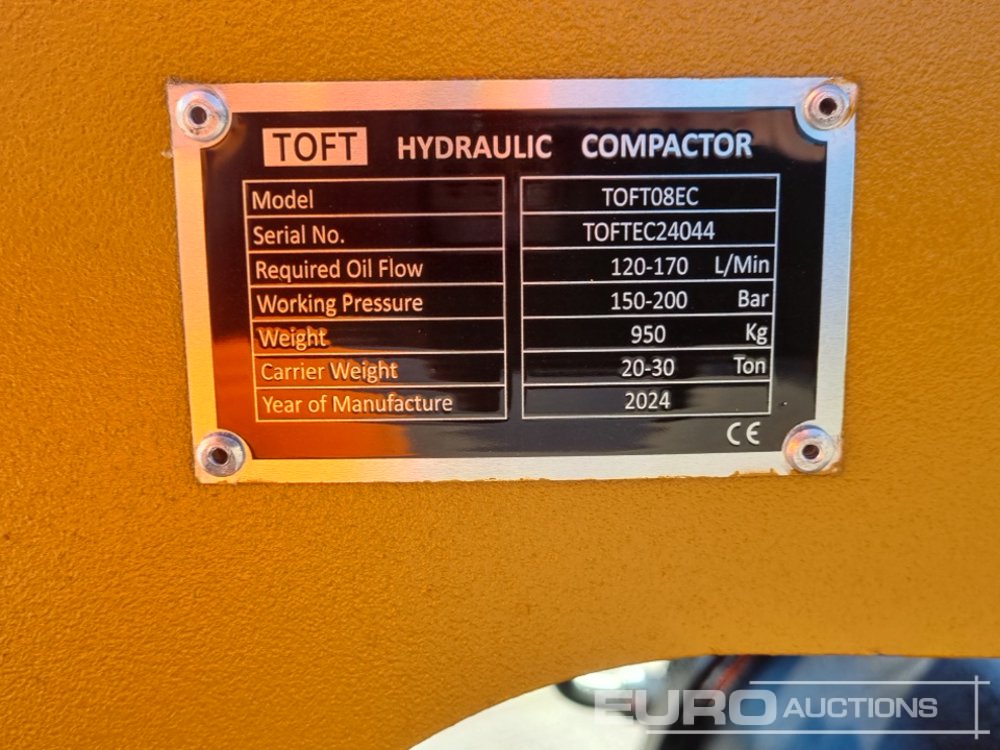 TOFT HYDRAULIC COMPACTOR
Model TOFT08EC
Serial No. TOFTEC24044
Required Oil Flow 120-170 L/Min
Working Pressure 150-200 Bar
Weight 950 Kg
Carrier Weight 20-30 Ton
Year of Manufacture 2024
CE
EURO AUCTIONS